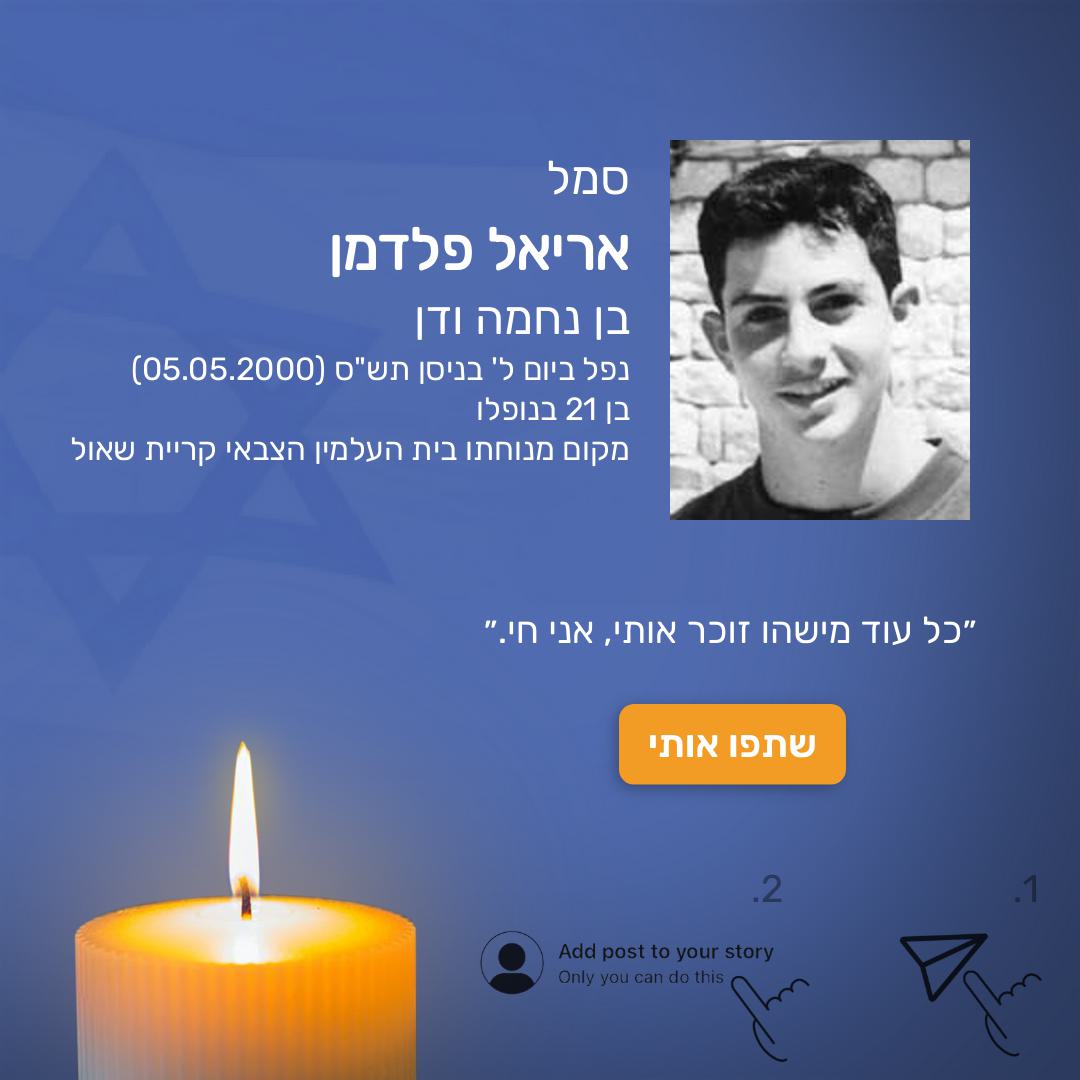 סמל
אריאל פלדמן
בן נחמה ודן
נפל ביום ל' בניסן תש"ס (05.05.2000)
בן 21 בנופלו
מקום מנוחתו בית העלמין הצבאי קריית שאול
״כל עוד מישהו זוכר אותי, אני חי.״
שתפו אותי
.1
.2
Add post to your story
Only you can do this